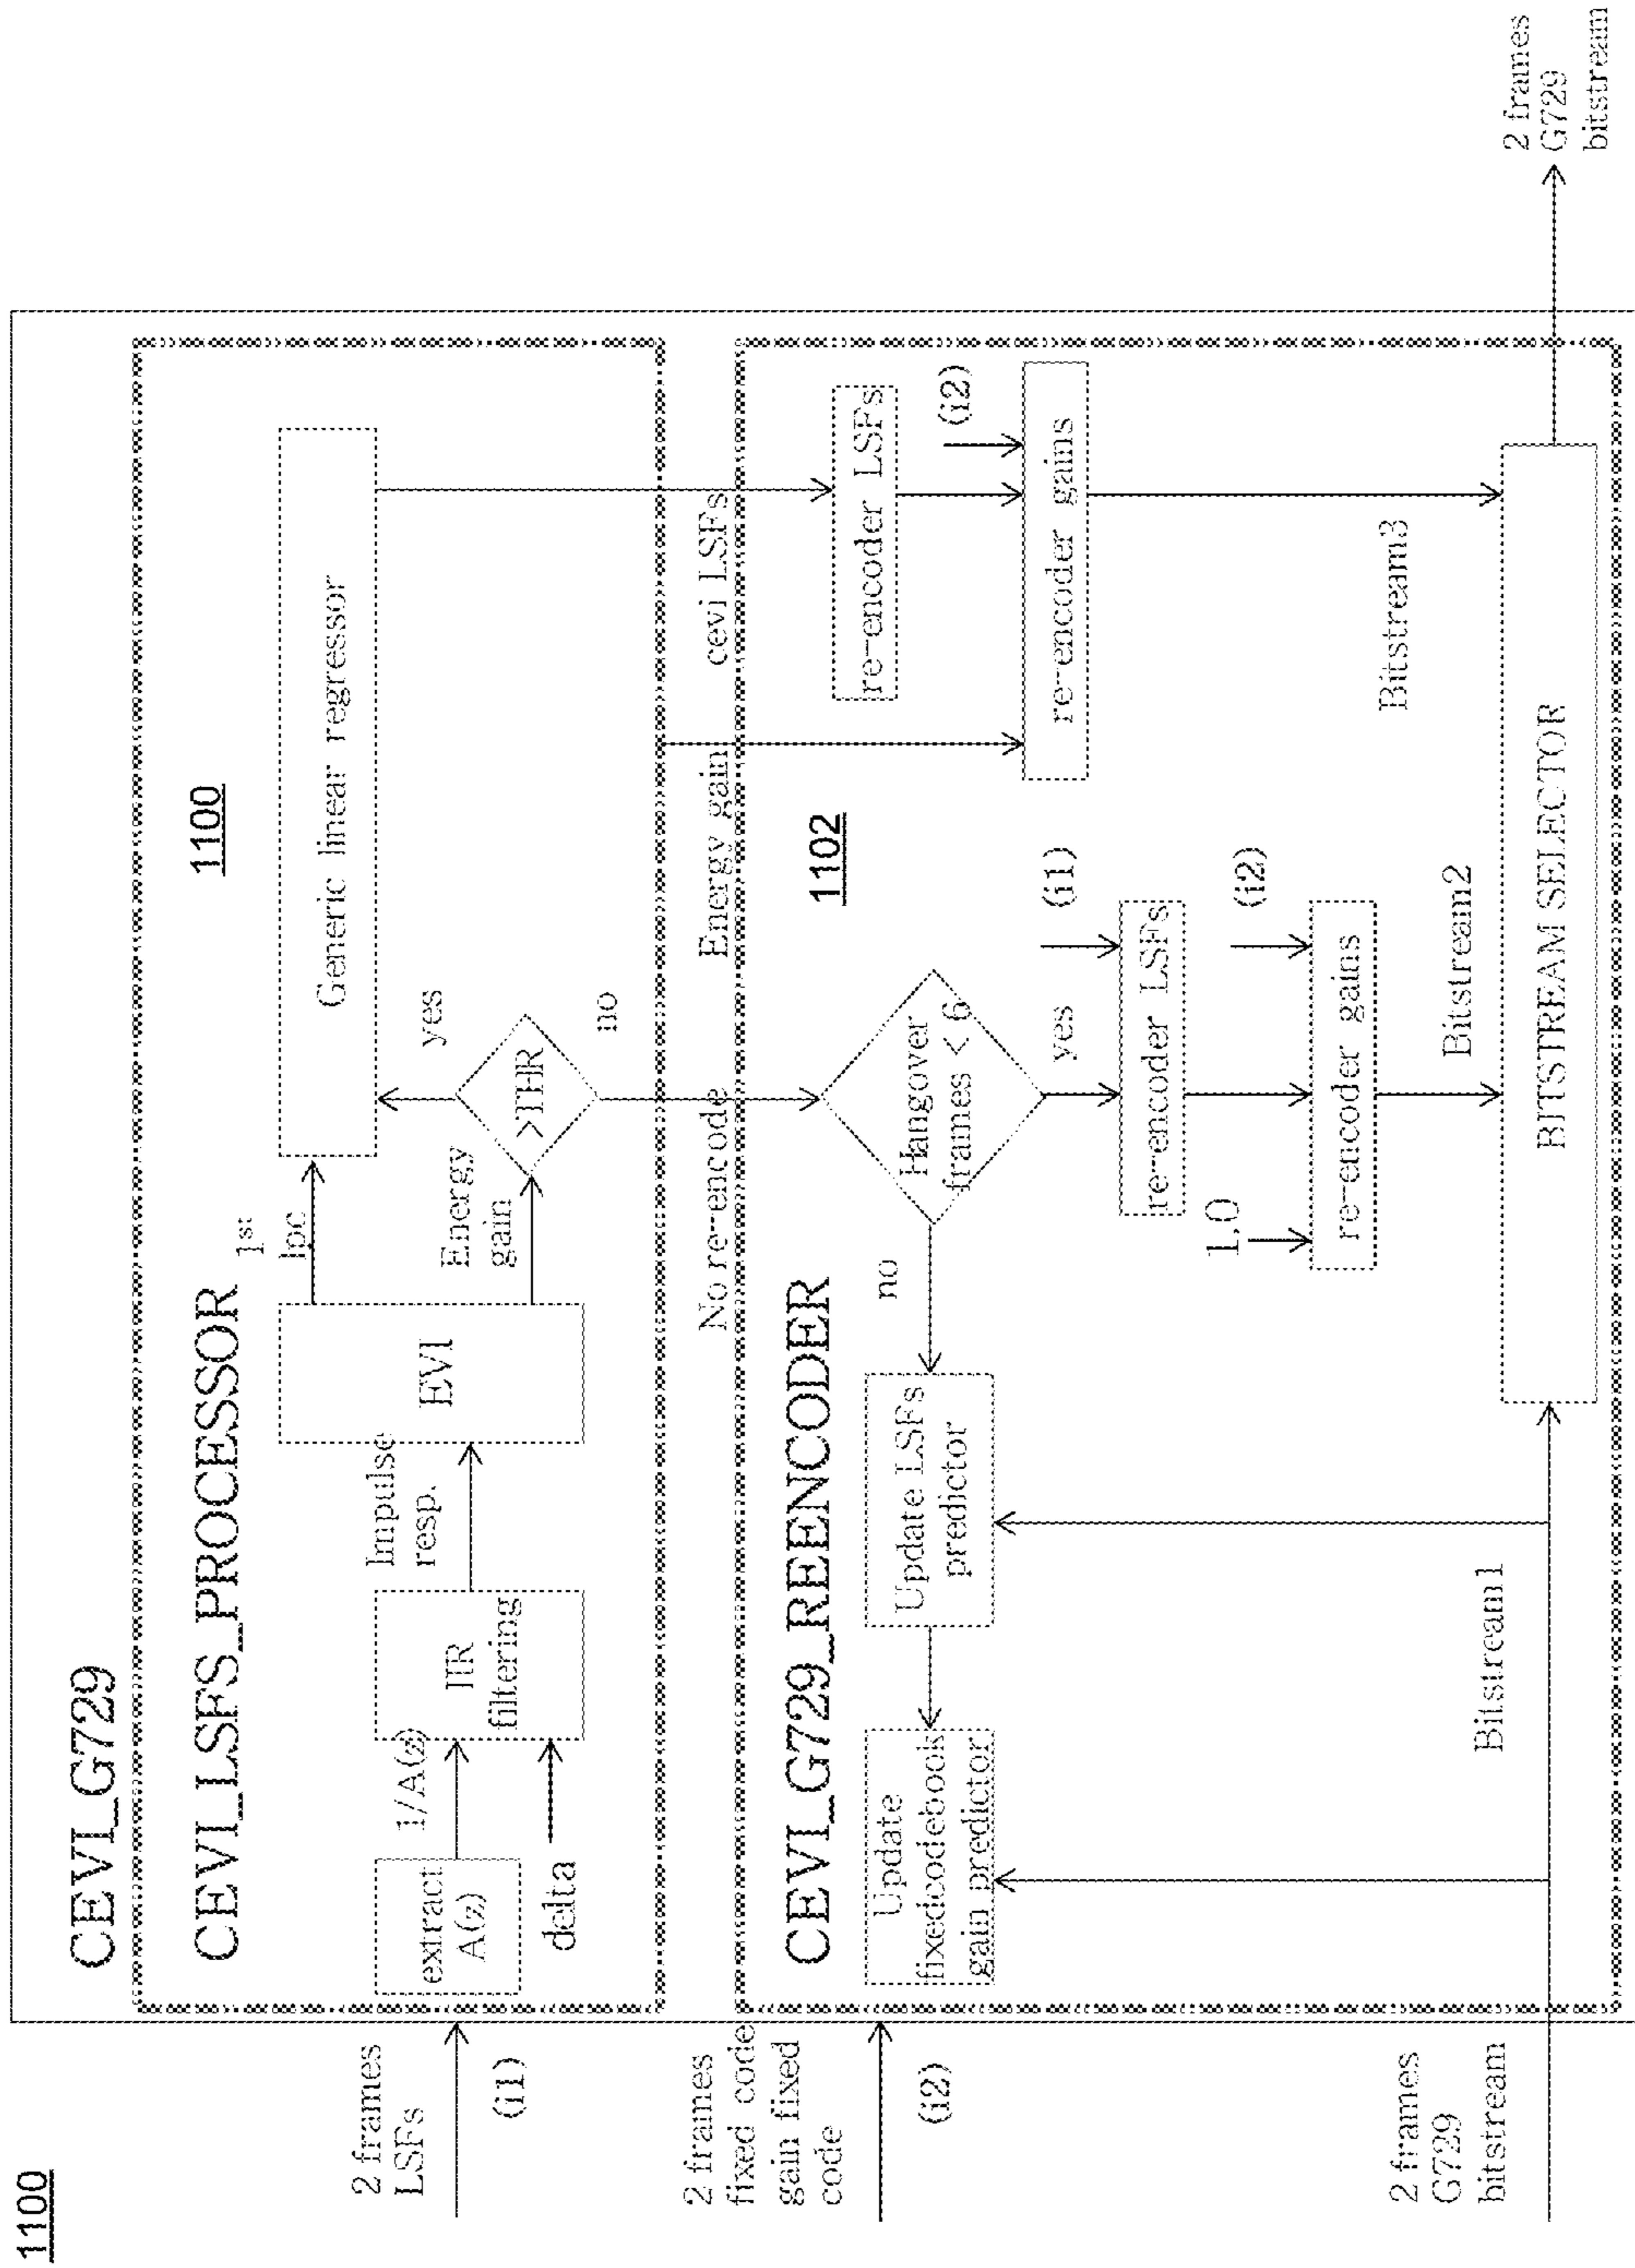 1100
CEVI_G729
CEVI_LSFS_PROCESSOR
1100
2 frames
LSFs
(i1)
extract
A(z)
1/A(z)
delta
IIR
filtering
Impulse
resp.
EVI
1st
lpc
Energy
gain
>THR
yes
no
Generic linear regressor
No re-encode
Energy gain
cevi LSFs
CEVI_G729_REENCODER
1102
2 frames
fixed code
gain fixed
code
(i2)
Update
fixedcodebook
gain predictor
Update LSFs
predictor
no
Hangover
frames < 6
yes
(i1)
re-encoder LSFs
1.0
(i2)
re-encoder gains
Bitstream2
re-encoder LSFs
(i2)
re-encoder gains
Bitstream3
Bitstream1
BITSTREAM SELECTOR
2 frames
G729
bitstream
2 frames
G729
bitstream